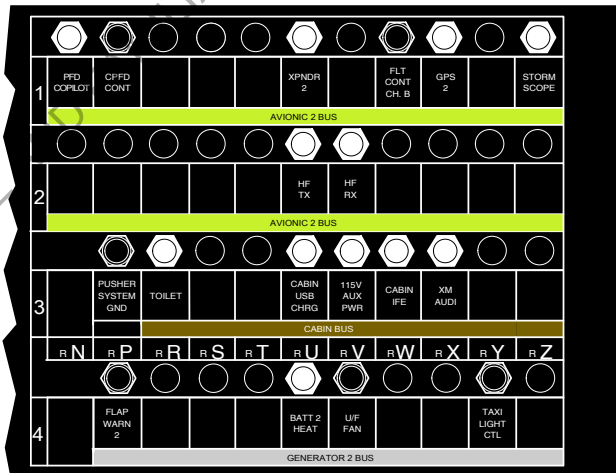 1
PFD
COPILOT
CPFD
CONT
XPNDR
2
FLT
CONT
CH. B
GPS
2
STORM
SCOPE
AVIONIC 2 BUS
2
HF
TX
HF
RX
AVIONIC 2 BUS
3
PUSHER
SYSTEM
GND
TOILET
CABIN
USB
CHRG
115V
AUX
PWR
CABIN
IFE
XM
AUDI
CABIN BUS
R N R P R R R S R T R U R V R W R X R Y R Z
4
FLAP
WARN
2
BATT 2
HEAT
U/F
FAN
TAXI
LIGHT
CTL
GENERATOR 2 BUS